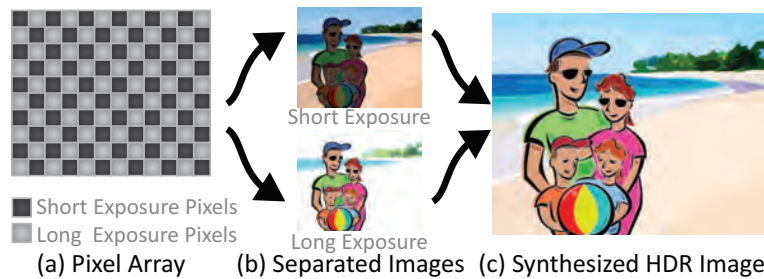 Short Exposure
Short Exposure Pixels
Long Exposure Pixels
Long Exposure
(a) Pixel Array
(b) Separated Images
(c) Synthesized HDR Image